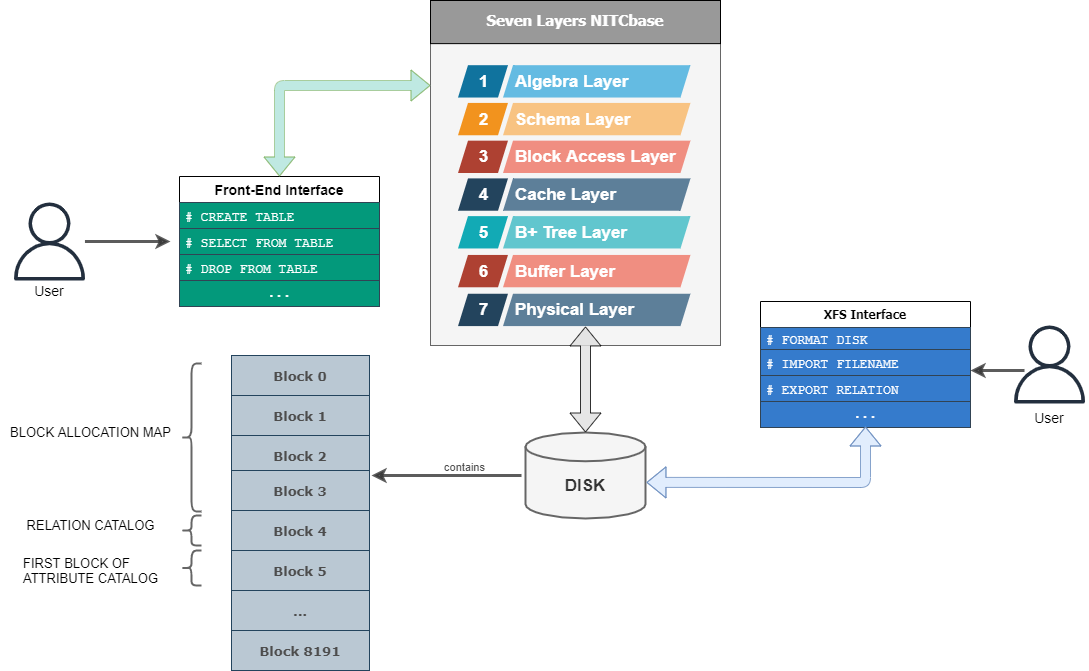 Seven Layers NITCbase
1 Algebra Layer
2 Schema Layer
3 Block Access Layer
4 Cache Layer
5 B+ Tree Layer
6 Buffer Layer
7 Physical Layer
Front-End Interface
# CREATE TABLE
# SELECT FROM TABLE
# DROP FROM TABLE
...
User
XFS Interface
# FORMAT DISK
# IMPORT FILENAME
# EXPORT RELATION
...
User
Block 0
Block 1
Block 2
Block 3
Block 4
Block 5
...
Block 8191
BLOCK ALLOCATION MAP
RELATION CATALOG
FIRST BLOCK OF
ATTRIBUTE CATALOG
contains
DISK